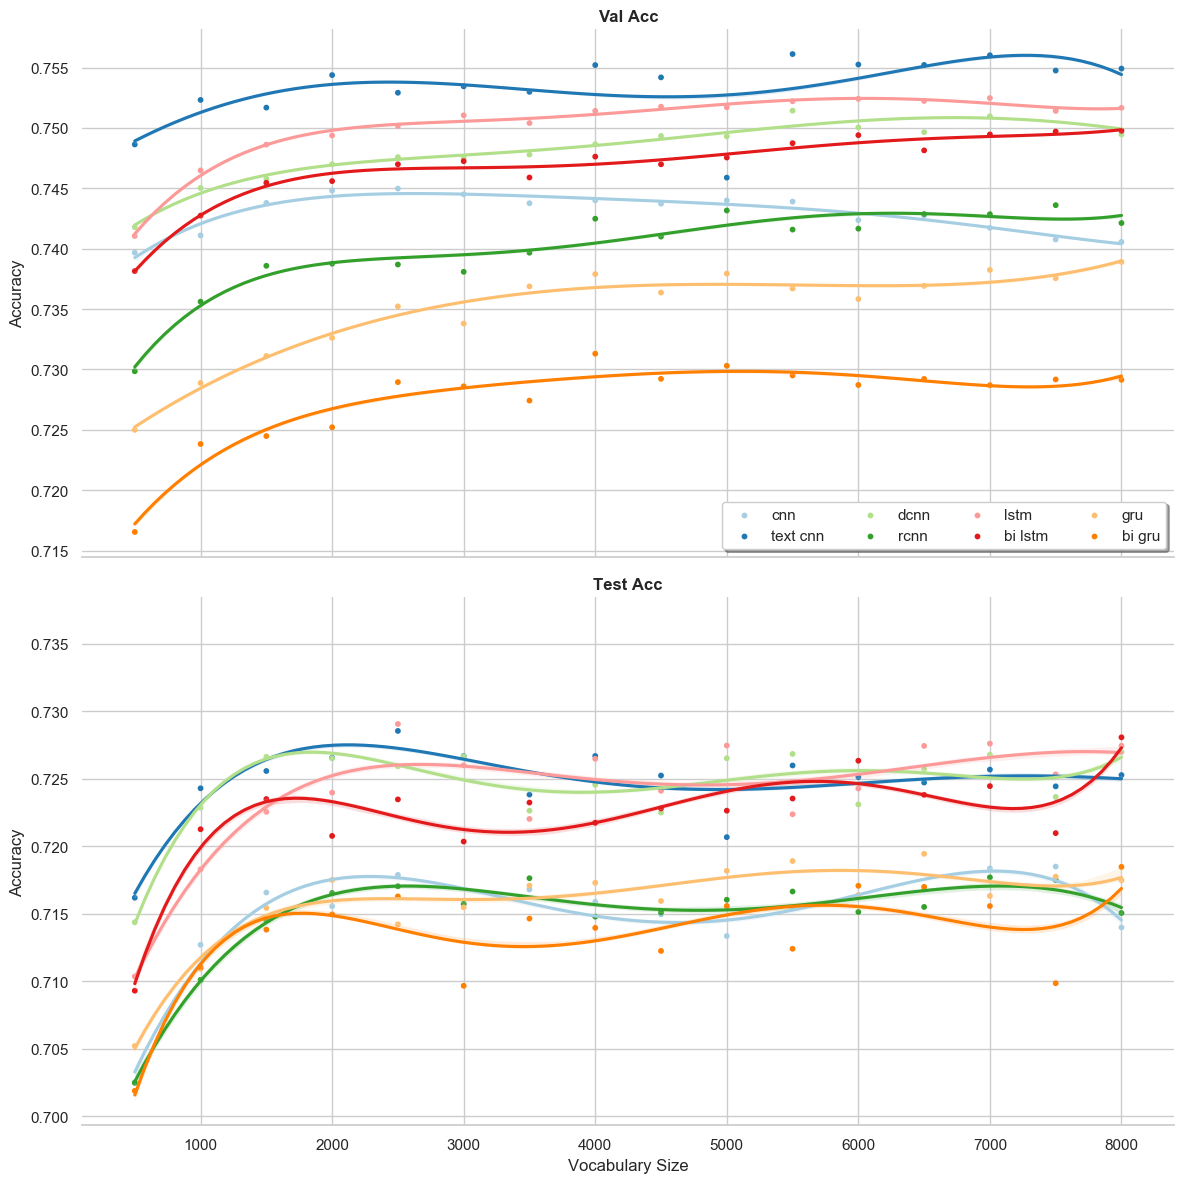 Val Acc
0.755
0.750
0.745
0.740
0.735
0.730
0.725
0.720
0.715
Accuracy
cnn dcnn lstm gru
text cnn rcnn bi lstm bi gru
Test Acc
0.735
0.730
0.725
0.720
0.715
0.710
0.705
0.700
Accuracy
1000 2000 3000 4000 5000 6000 7000 8000
Vocabulary Size